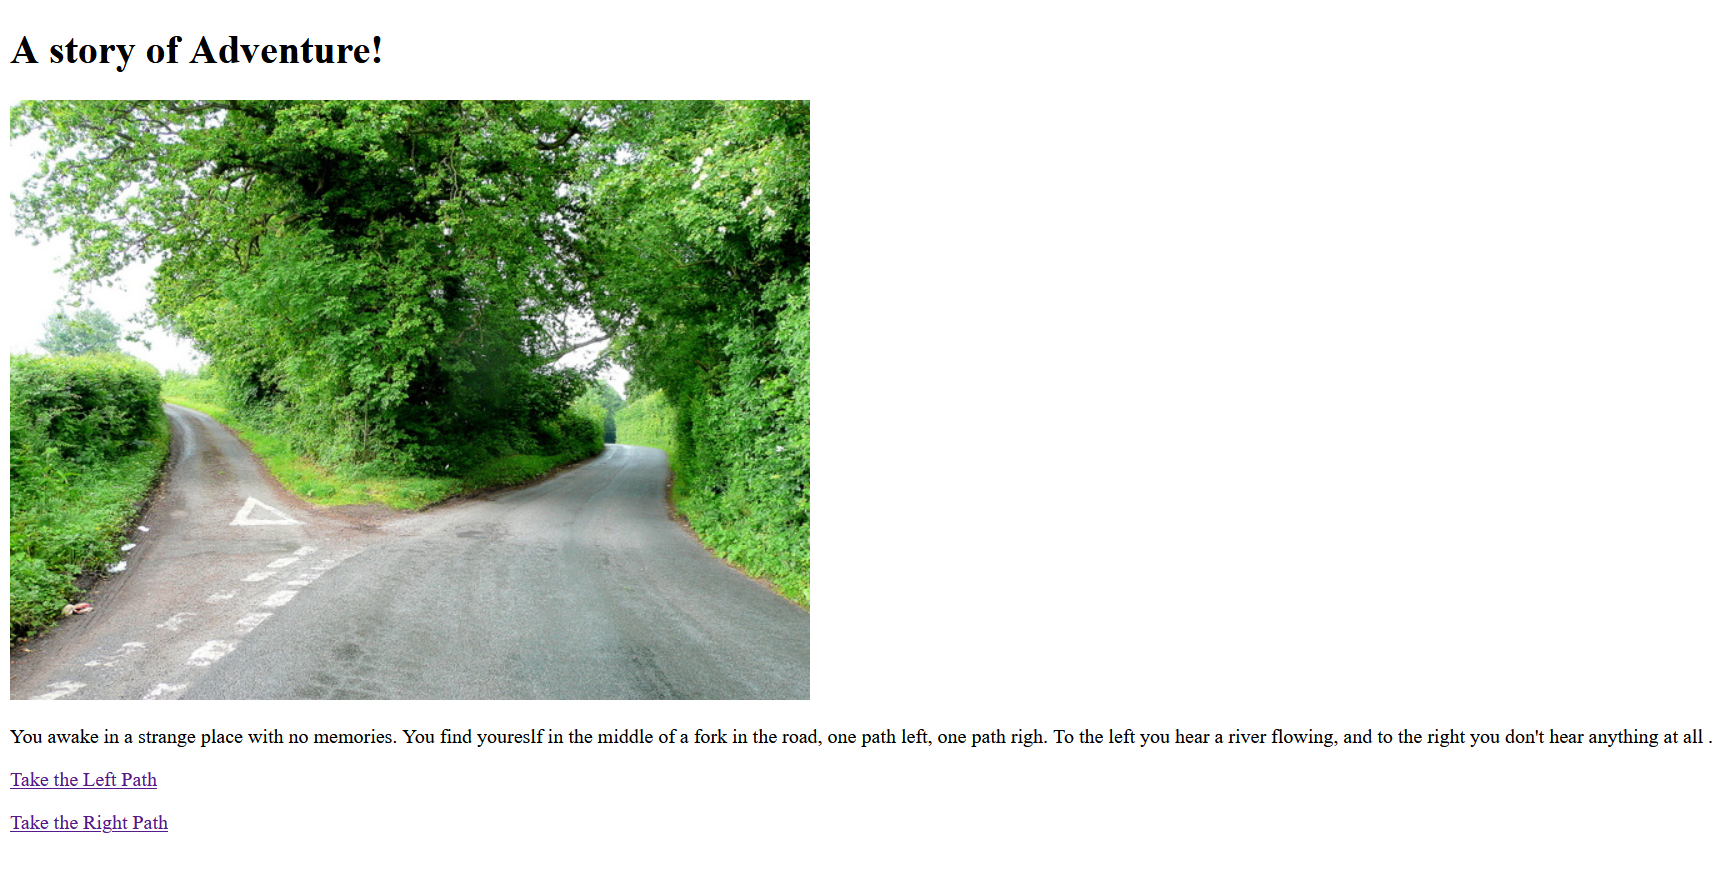 A story of Adventure!
You awake in a strange place with no memories. You find youreslf in the middle of a fork in the road, one path left, one path righ. To the left you hear a river flowing, and to the right you don't hear anything at all .
Take the Left Path
Take the Right Path